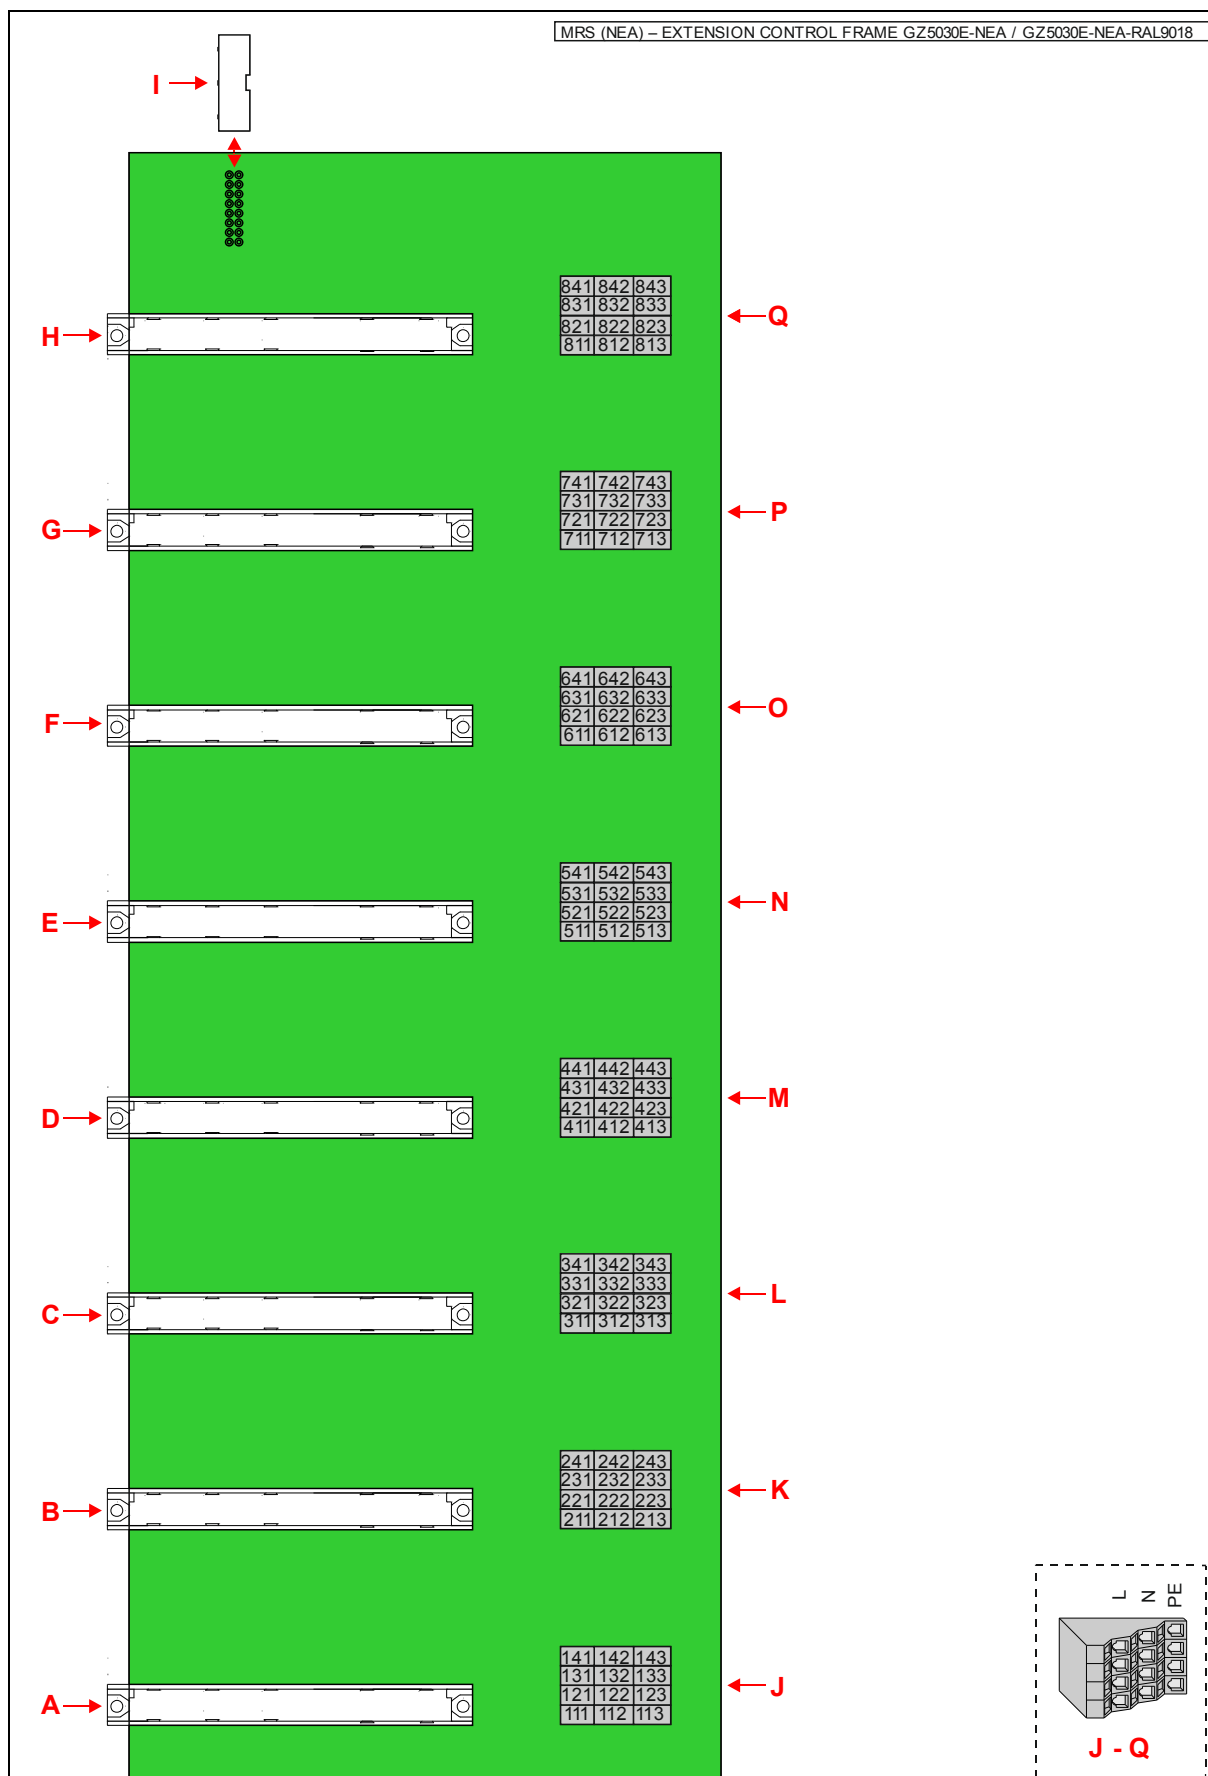 MRS (NEA) – EXTENSION CONTROL FRAME GZ5030E-NEA / GZ5030E-NEA-RAL9018
I
841 842 843
831 832 833
821 822 823
811 812 813
H
Q
741 742 743
731 732 733
721 722 723
711 712 713
G
P
641 642 643
631 632 633
621 622 623
611 612 613
F
O
541 542 543
531 532 533
521 522 523
511 512 513
E
N
441 442 443
431 432 433
421 422 423
411 412 413
D
M
341 342 343
331 332 333
321 322 323
311 312 313
C
L
241 242 243
231 232 233
221 222 223
211 212 213
B
K
141 142 143
131 132 133
121 122 123
111 112 113
A
J
L N PE
J - Q